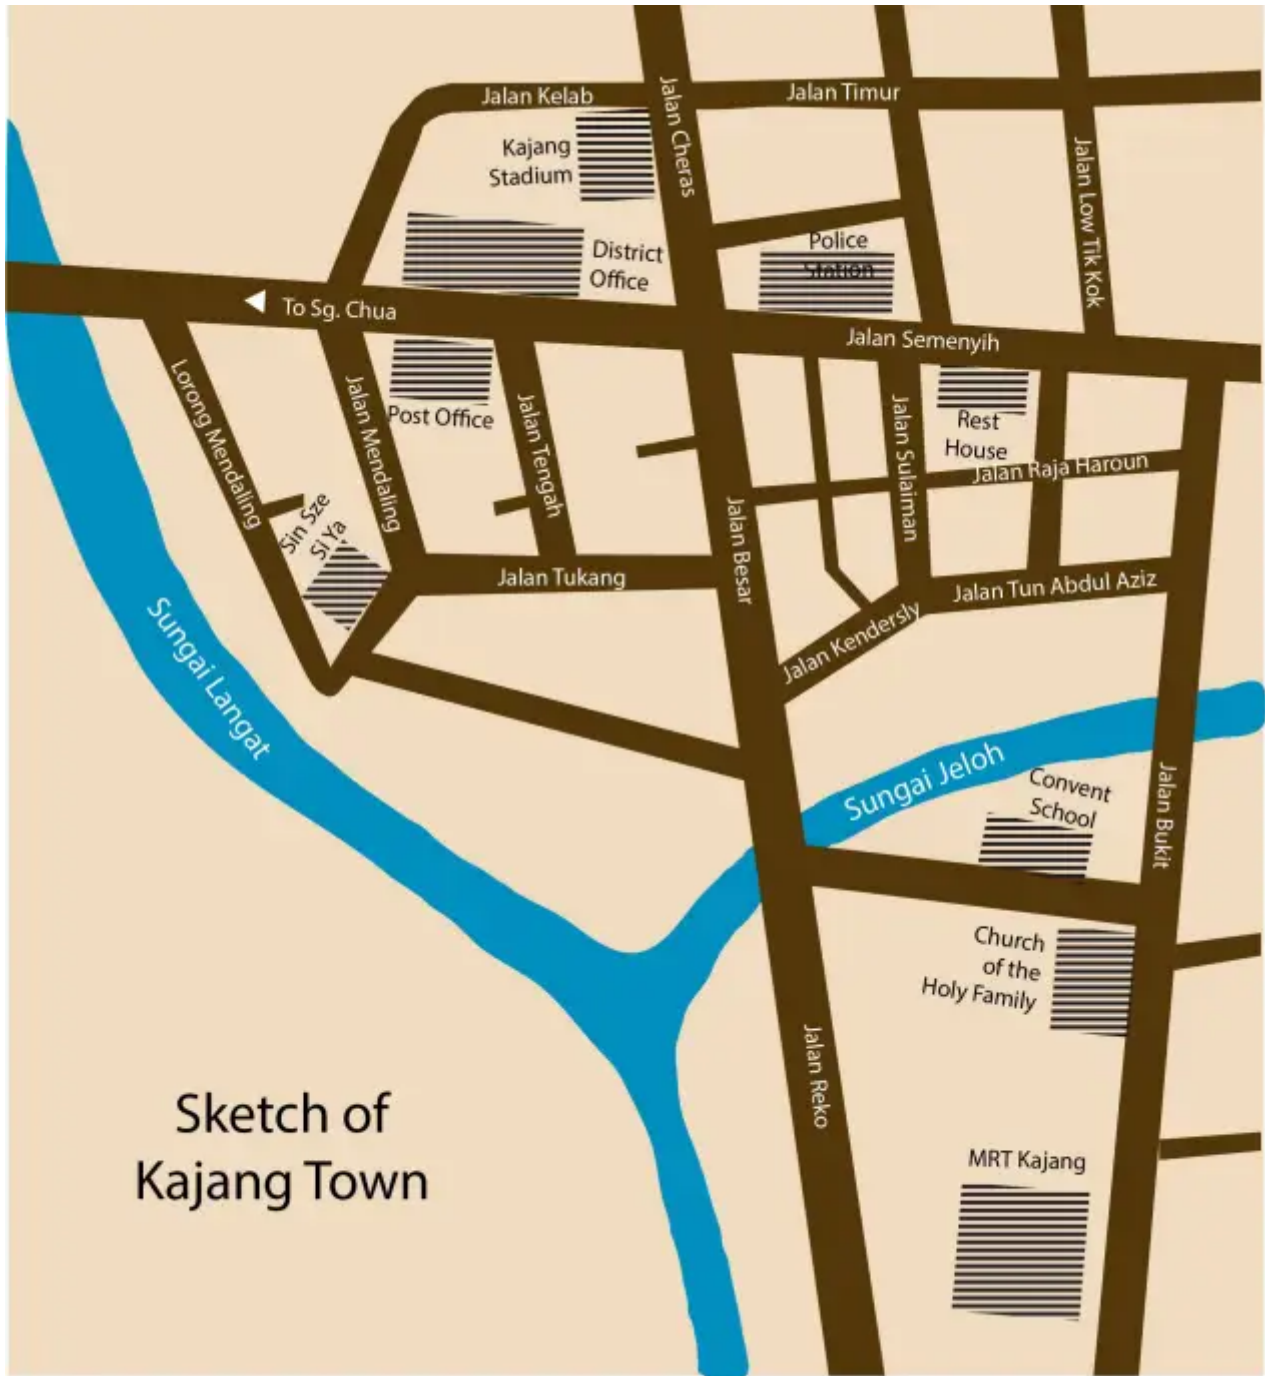 Jalan Kelab
Jalan Timur
Jalan Cheras
Kajang
Stadium
Jalan Low Tik Kok
District
Office
Police
Station
To Sg. Chua
Jalan Semenyih
Lorong Mendaling
Jalan Mendaling
Post Office
Jalan Tengah
Jalan Sulaiman
Rest
House
Jalan Raja Haroun
Sin Sze
Si Ya
Jalan Besar
Jalan Tukang
Jalan Tun Abdul Aziz
Jalan Kendersly
Sungai Langat
Sungai Jeloh
Convent
School
Jalan Bukit
Church
of the
Holy Family
Jalan Reko
Sketch of
Kajang Town
MRT Kajang